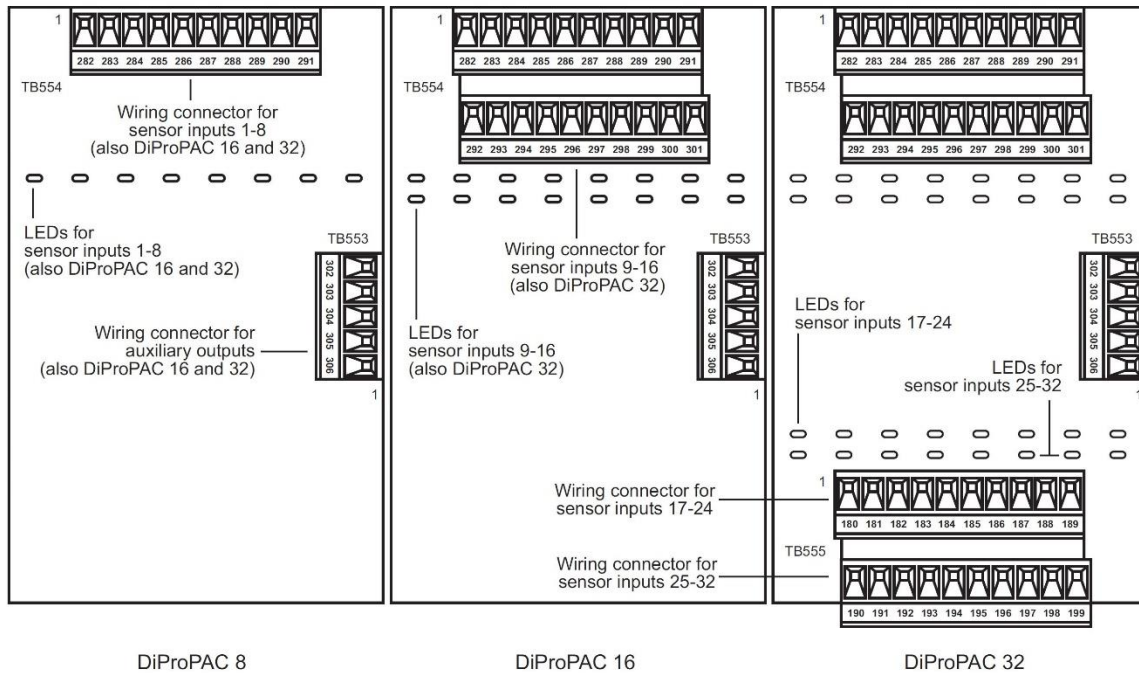 1
282 283 284 285 286 287 288 289 290 291
TB554
Wiring connector for
sensor inputs 1-8
(also DiProPAC 16 and 32)
LEDs for
sensor inputs 1-8
(also DiProPAC 16 and 32)
TB553
302
303
304
305
306
Wiring connector for
auxiliary outputs
(also DiProPAC 16 and 32)
1
DiProPAC 8
1
282 283 284 285 286 287 288 289 290 291
TB554
292 293 294 295 296 297 298 299 300 301
Wiring connector for
sensor inputs 9-16
(also DiProPAC 32)
TB553
302
303
304
305
306
LEDs for
sensor inputs 9-16
(also DiProPAC 32)
1
Wiring connector for
sensor inputs 17-24
Wiring connector for
sensor inputs 25-32
DiProPAC 16
1
282 283 284 285 286 287 288 289 290 291
TB554
292 293 294 295 296 297 298 299 300 301
TB553
302
303
304
305
306
LEDs for
sensor inputs 17-24
LEDs for
sensor inputs 25-32
1
1
180 181 182 183 184 185 186 187 188 189
TB555
190 191 192 193 194 195 196 197 198 199
DiProPAC 32